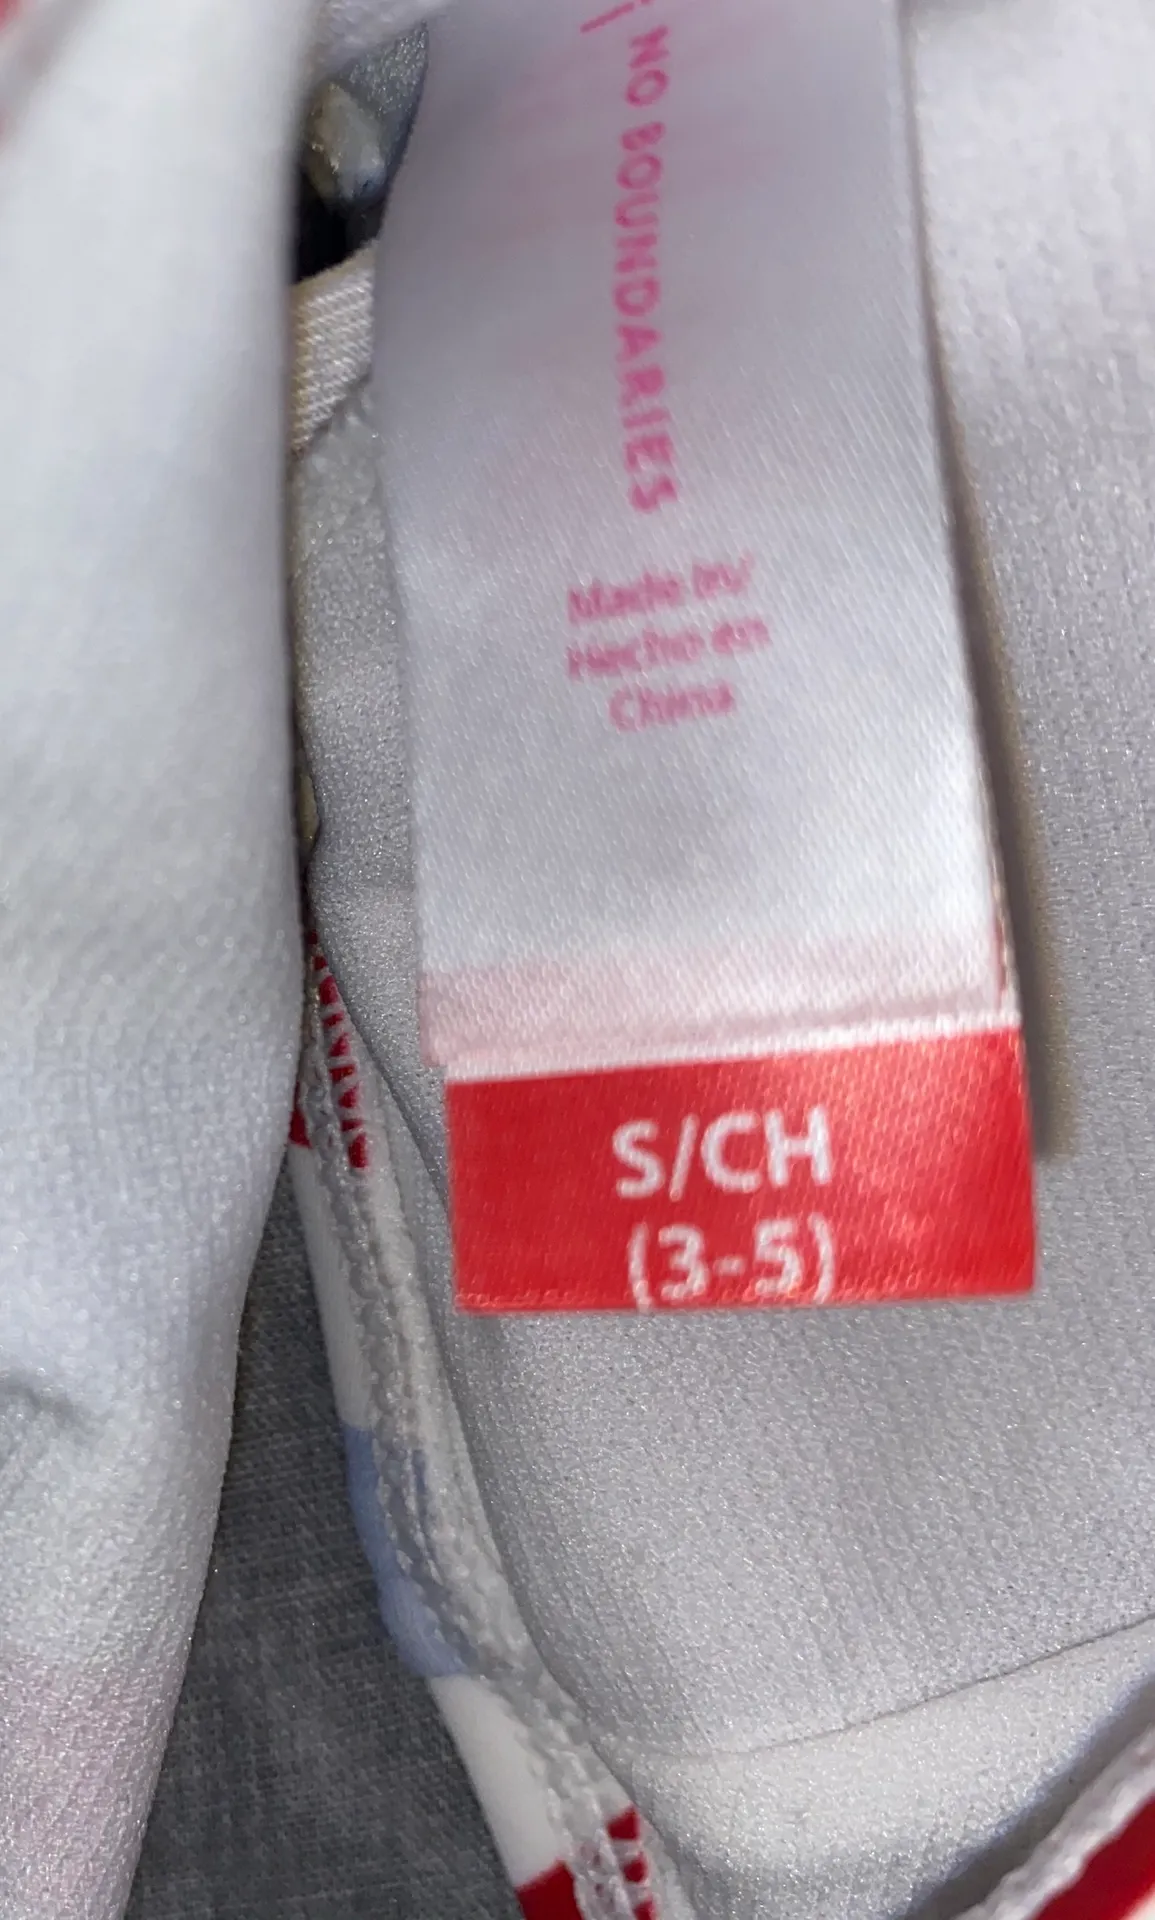 NO BOUNDARIES
Made in/
Hecho en
China
S/CH
(3-5)